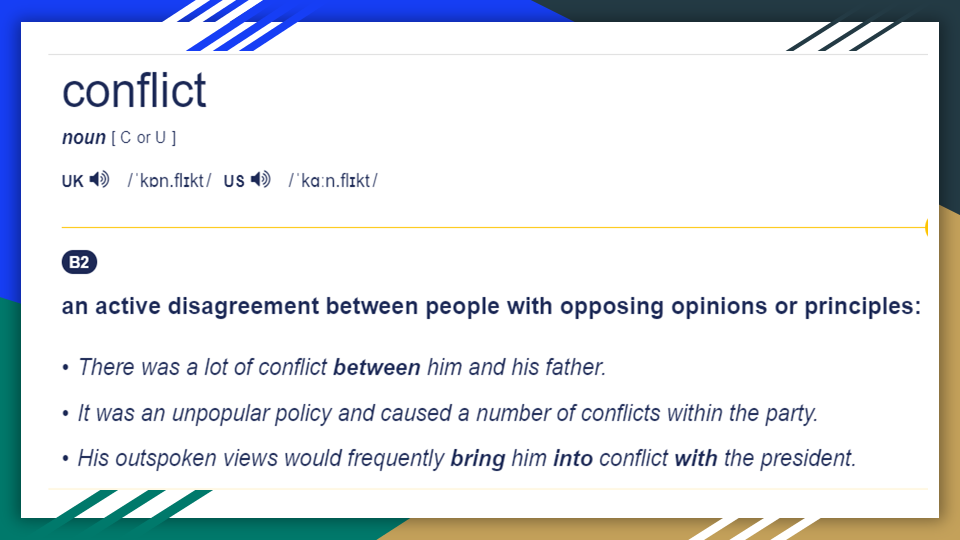 conflict
noun [ C or U ]
UK /ˈkɒn.flɪkt/ US /ˈkɑːn.flɪkt/
B2
an active disagreement between people with opposing opinions or principles:
• There was a lot of conflict between him and his father.
• It was an unpopular policy and caused a number of conflicts within the party.
• His outspoken views would frequently bring him into conflict with the president.